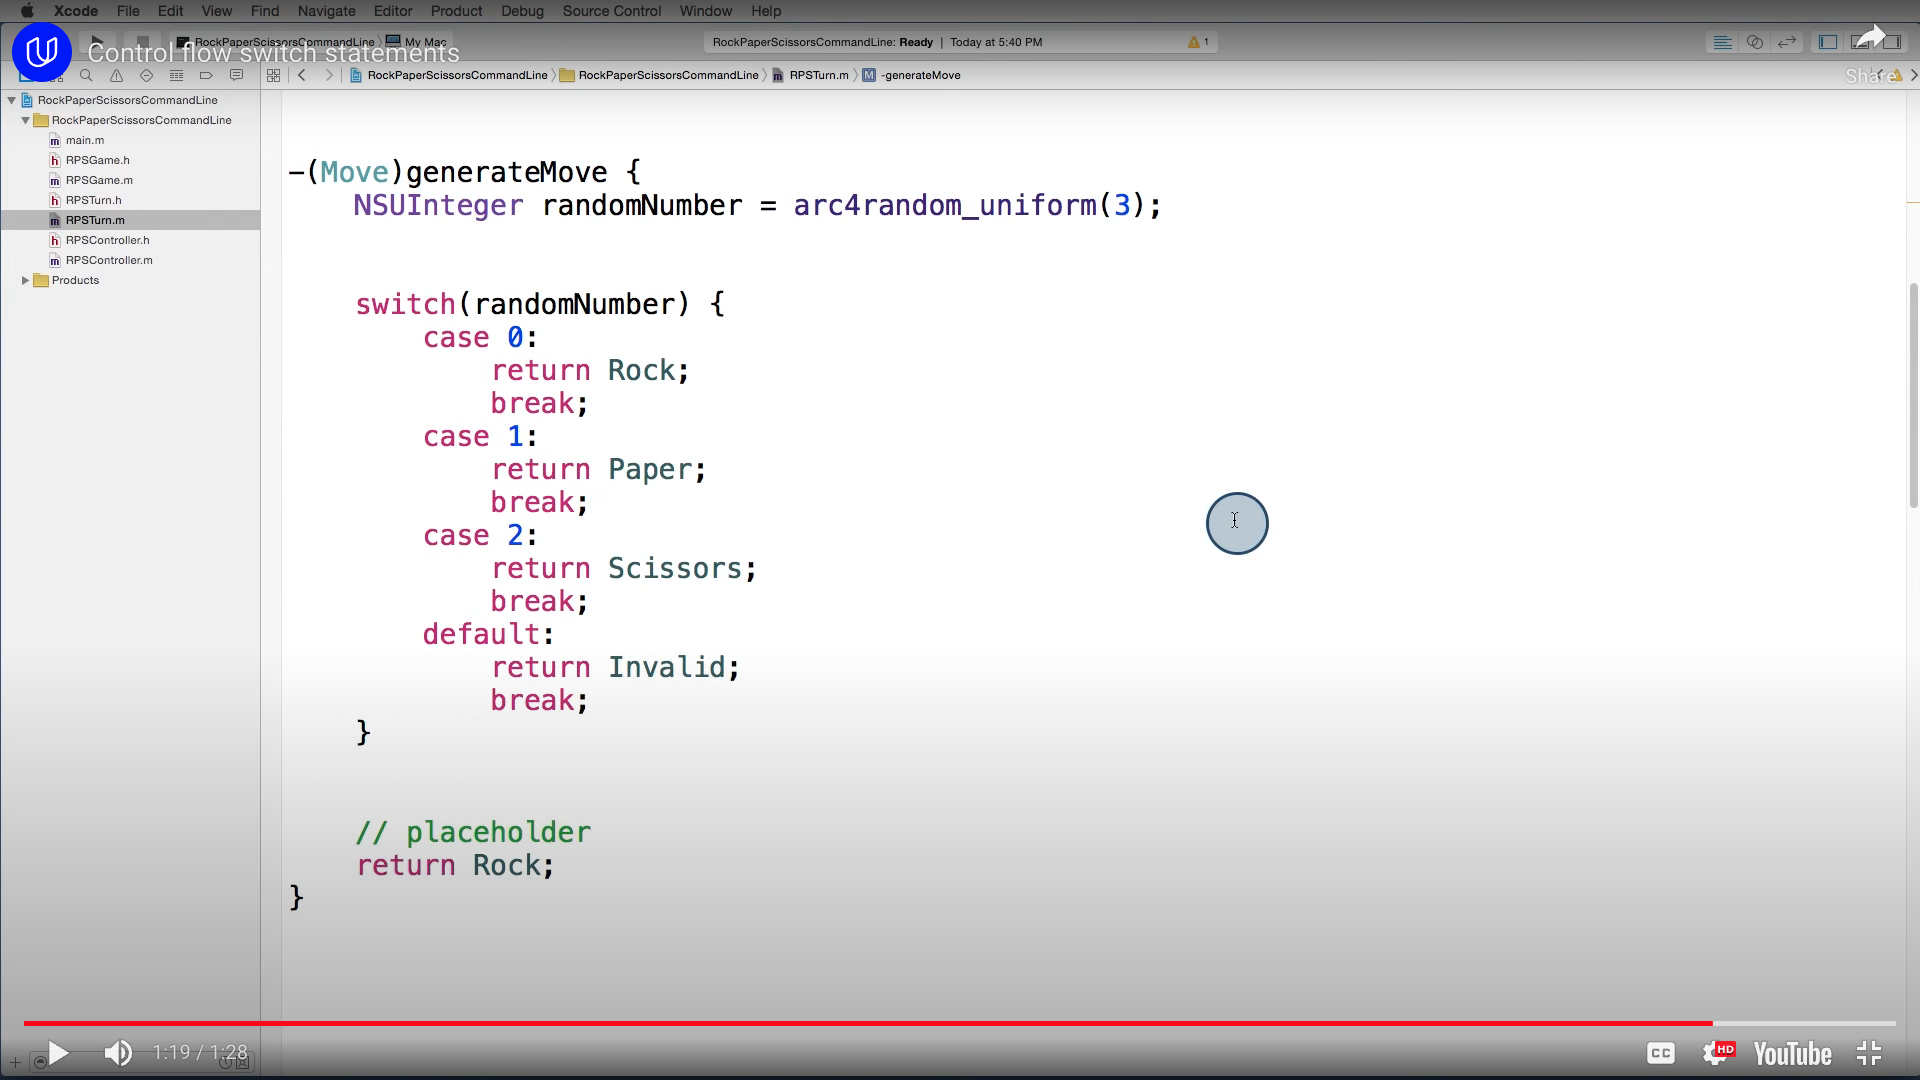 Xcode File Edit View Find Navigate Editor Product Debug Source Control Window Help
RockPaperScissorsCommandLine My Mac
RockPaperScissorsCommandLine: Ready | Today at 5:40 PM
1
Control flow switch statements
Share
RockPaperScissorsCommandLine RockPaperScissorsCommandLine RPSTurn.m M -generateMove
RockPaperScissorsCommandLine
RockPaperScissorsCommandLine
m main.m
h RPSGame.h
m RPSGame.m
h RPSTurn.h
m RPSTurn.m
h RPSController.h
m RPSController.m
Products
-(Move)generateMove {
NSUInteger randomNumber = arc4random_uniform(3);
switch(randomNumber) {
case 0:
return Rock;
break;
case 1:
return Paper;
break;
case 2:
return Scissors;
break;
default:
return Invalid;
break;
}
// placeholder
return Rock;
}
1:19 / 1:28
CC HD YouTube